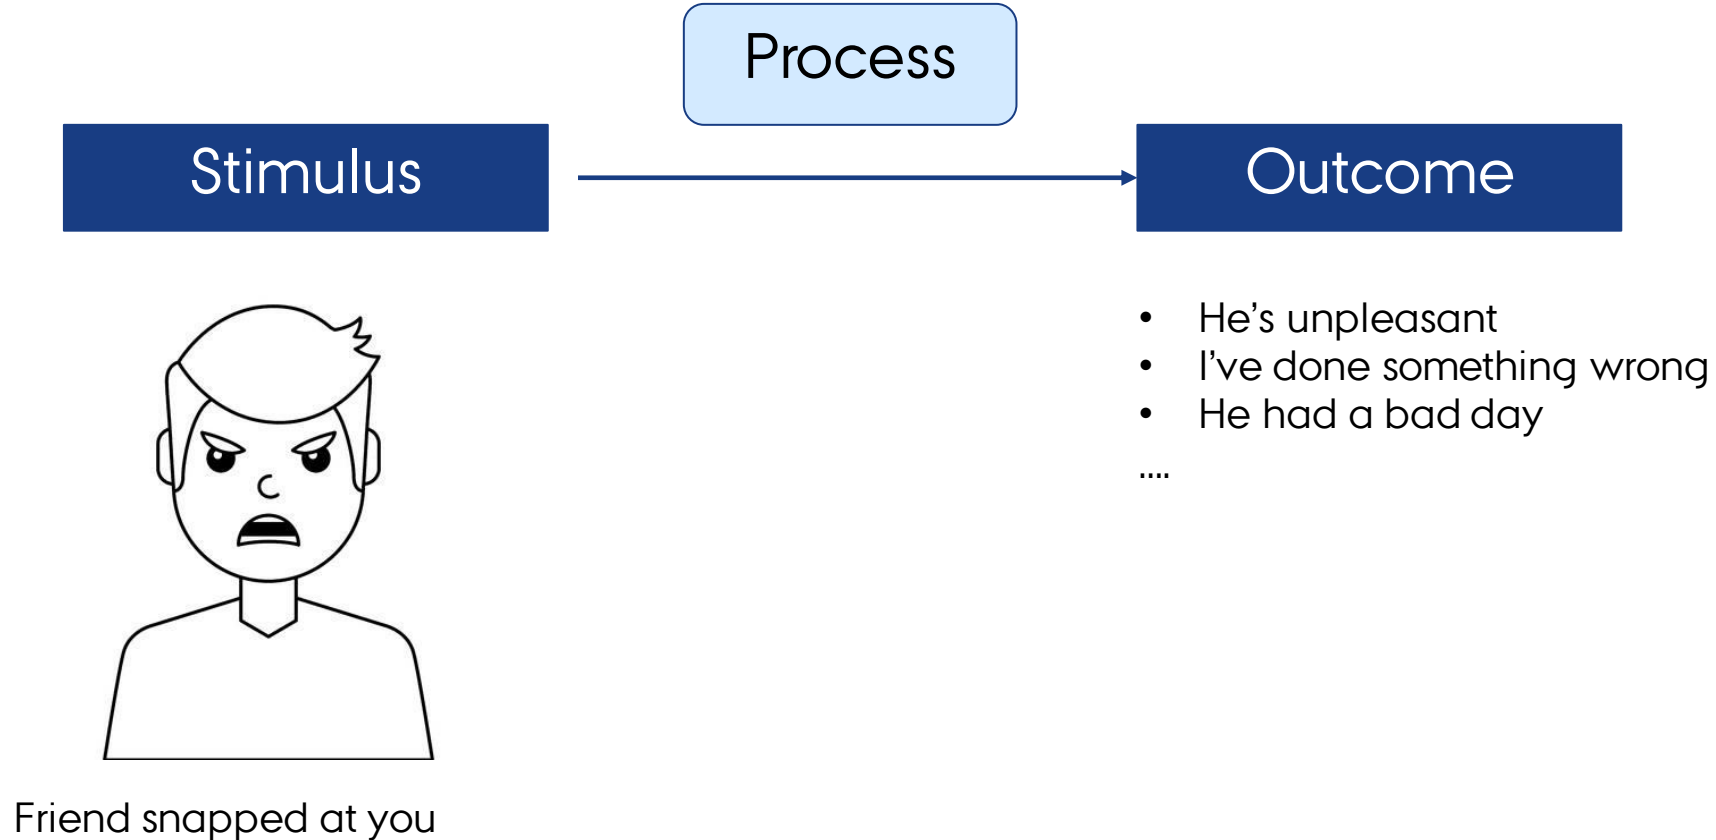 Process
Stimulus
Outcome
• He’s unpleasant
• I’ve done something wrong
• He had a bad day
....
Friend snapped at you